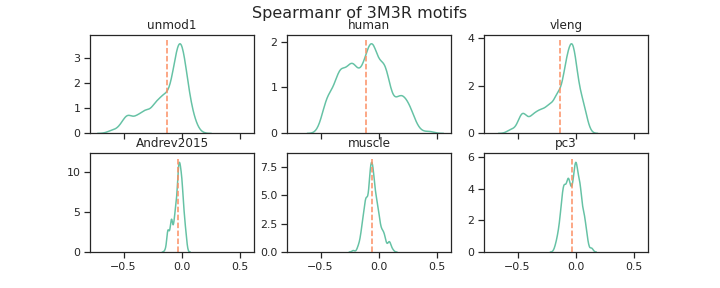 Spearmanr of 3M3R motifs
unmod1 human vleng
3 2 1 0
2 1 0
4 2 0
Andrev2015 muscle pc3
10 5 0
7.5 5.0 2.5 0.0
6 4 2 0
−0.5 0.0 0.5 −0.5 0.0 0.5 −0.5 0.0 0.5